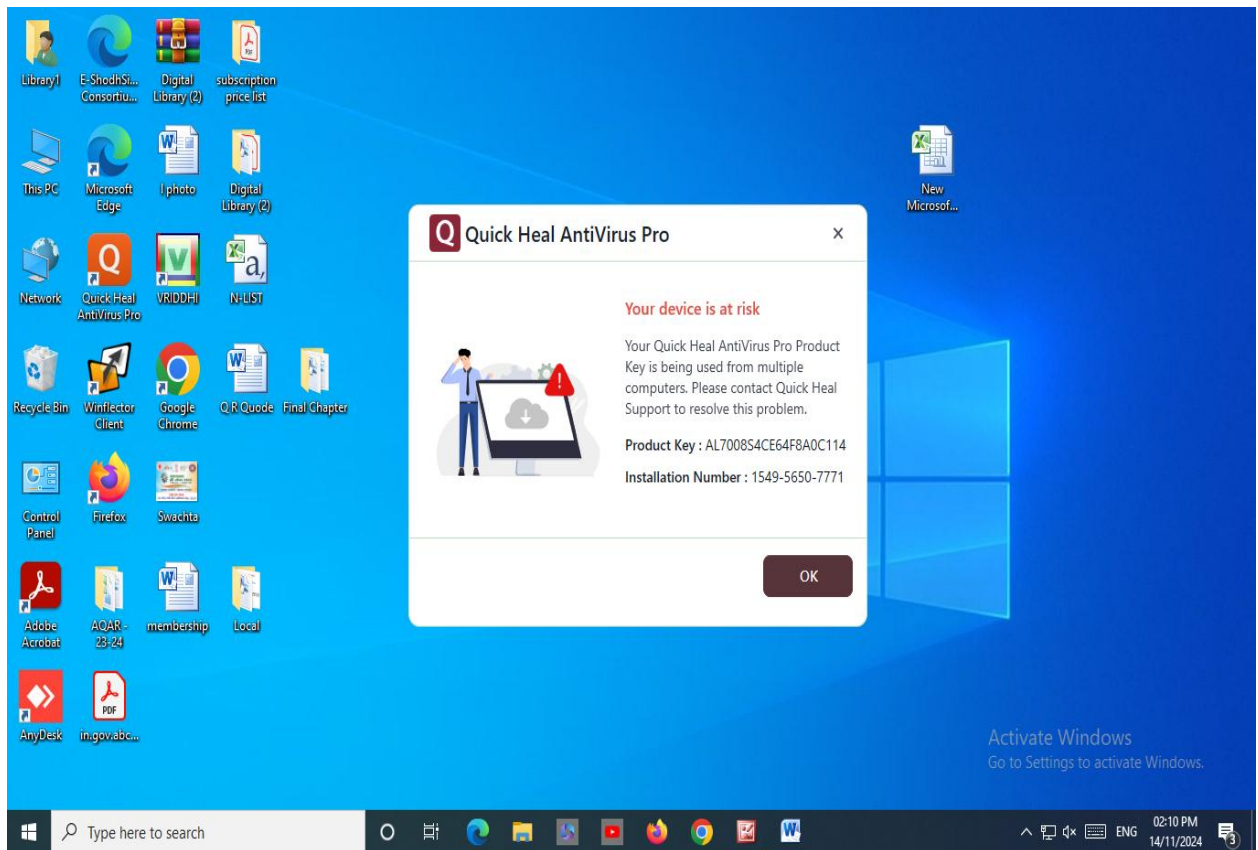 Library1
E-ShodhSi...
Consortiu...
Digital
Library (2)
subscription
price list
PDF
This PC
Microsoft
Edge
I photo
Digital
Library (2)
New
Microsof...
Network
Quick Heal
AntiVirus Pro
VRIDDHI
N-LIST
Recycle Bin
Winflector
Client
Google
Chrome
Q R Quode
Final Chapter
Control
Panel
Firefox
Swachta
Adobe
Acrobat
AQAR -
23-24
membership
Local
AnyDesk
PDF
in.gov.abc...
Q Quick Heal AntiVirus Pro
Your device is at risk
Your Quick Heal AntiVirus Pro Product
Key is being used from multiple
computers. Please contact Quick Heal
Support to resolve this problem.
Product Key : AL7008S4CE64F8A0C114
Installation Number : 1549-5650-7771
OK
Activate Windows
Go to Settings to activate Windows.
Type here to search
ENG
02:10 PM
14/11/2024
3